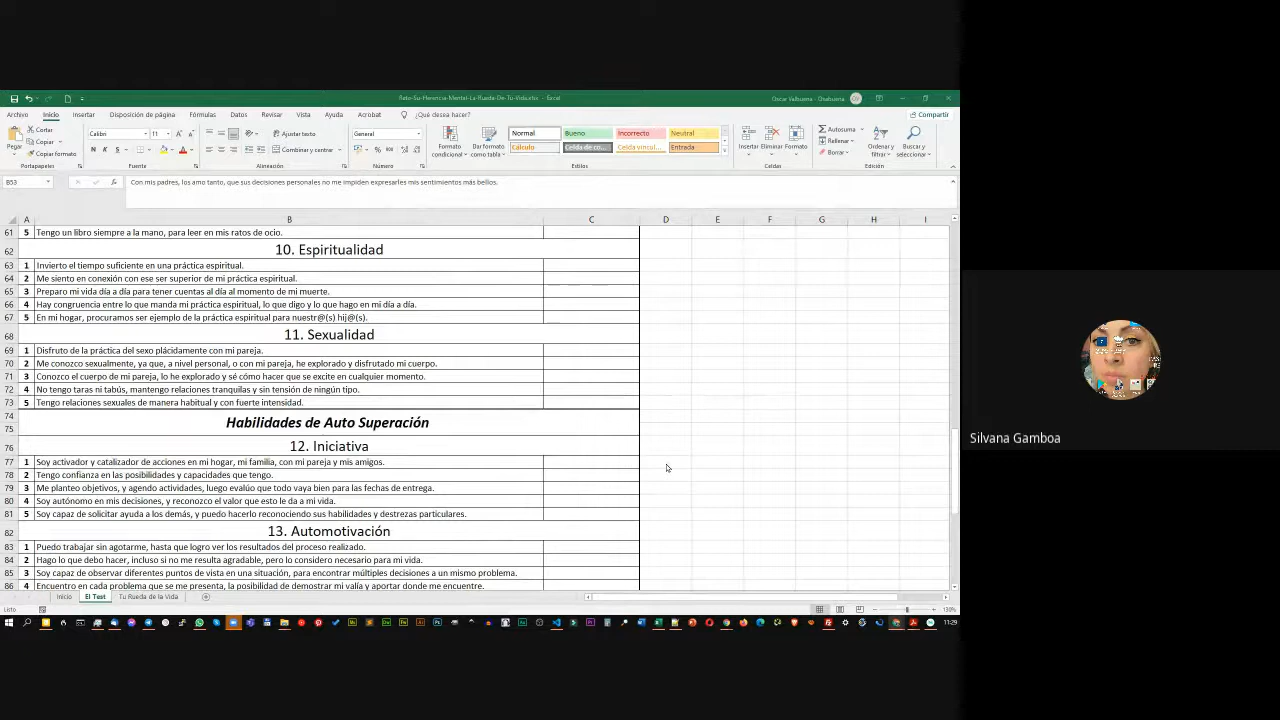 Reto-Su-Herencia-Mental-La-Rueda-De-Tu-Vida.xlsx - Excel
Oscar Valbuena - Dhabuena
Archivo Inicio Insertar Disposición de página Fórmulas Datos Revisar Vista Ayuda Acrobat ¿Qué desea hacer? Compartir
Pegar
Cortar
Copiar
Copiar formato
Portapapeles
Calibri 11
N K S
Fuente
Ajustar texto
Combinar y centrar
Alineación
General
Número
Formato condicional
Dar formato como tabla
Normal Bueno Incorrecto Neutral
Cálculo Celda de co... Celda vincul... Entrada
Estilos
Insertar Eliminar Formato
Celdas
Autosuma
Rellenar
Borrar
Ordenar y filtrar
Buscar y seleccionar
Edición
B53 Con mis padres, los amo tanto, que sus decisiones personales no me impiden expresarles mis sentimientos más bellos.
A B C D E F G H I
61 5 Tengo un libro siempre a la mano, para leer en mis ratos de ocio.
62 10. Espiritualidad
63 1 Invierto el tiempo suficiente en una práctica espiritual.
64 2 Me siento en conexión con ese ser superior de mi práctica espiritual.
65 3 Preparo mi vida día a día para tener cuentas al día al momento de mi muerte.
66 4 Hay congruencia entre lo que manda mi práctica espiritual, lo que digo y lo que hago en mi día a día.
67 5 En mi hogar, procuramos ser ejemplo de la práctica espiritual para nuestr@(s) hij@(s).
68 11. Sexualidad
69 1 Disfruto de la práctica del sexo plácidamente con mi pareja.
70 2 Me conozco sexualmente, ya que, a nivel personal, o con mi pareja, he explorado y disfrutado mi cuerpo.
71 3 Conozco el cuerpo de mi pareja, lo he explorado y sé cómo hacer que se excite en cualquier momento.
72 4 No tengo taras ni tabús, mantengo relaciones tranquilas y sin tensión de ningún tipo.
73 5 Tengo relaciones sexuales de manera habitual y con fuerte intensidad.
74
Habilidades de Auto Superación
75
76 12. Iniciativa
77 1 Soy activador y catalizador de acciones en mi hogar, mi familia, con mi pareja y mis amigos.
78 2 Tengo confianza en las posibilidades y capacidades que tengo.
79 3 Me planteo objetivos, y agendo actividades, luego evalúo que todo vaya bien para las fechas de entrega.
80 4 Soy autónomo en mis decisiones, y reconozco el valor que esto le da a mi vida.
81 5 Soy capaz de solicitar ayuda a los demás, y puedo hacerlo reconociendo sus habilidades y destrezas particulares.
82 13. Automotivación
83 1 Puedo trabajar sin agotarme, hasta que logro ver los resultados del proceso realizado.
84 2 Hago lo que debo hacer, incluso si no me resulta agradable, pero lo considero necesario para mi vida.
85 3 Soy capaz de observar diferentes puntos de vista en una situación, para encontrar múltiples decisiones a un mismo problema.
86 4 Encuentro en cada problema que se me presenta, la posibilidad de demostrar mi valía y aportar donde me encuentre.
Inicio El Test Tu Rueda de la Vida
Listo 130%
11:29
Silvana Gamboa